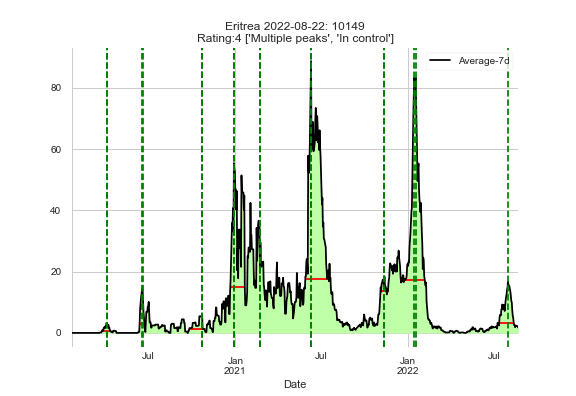 Eritrea 2022-08-22: 10149
Rating:4 ['Multiple peaks', 'In control']
Average-7d
80
60
40
20
0
Jul
Jan
2021
Jul
Jan
2022
Jul
Date